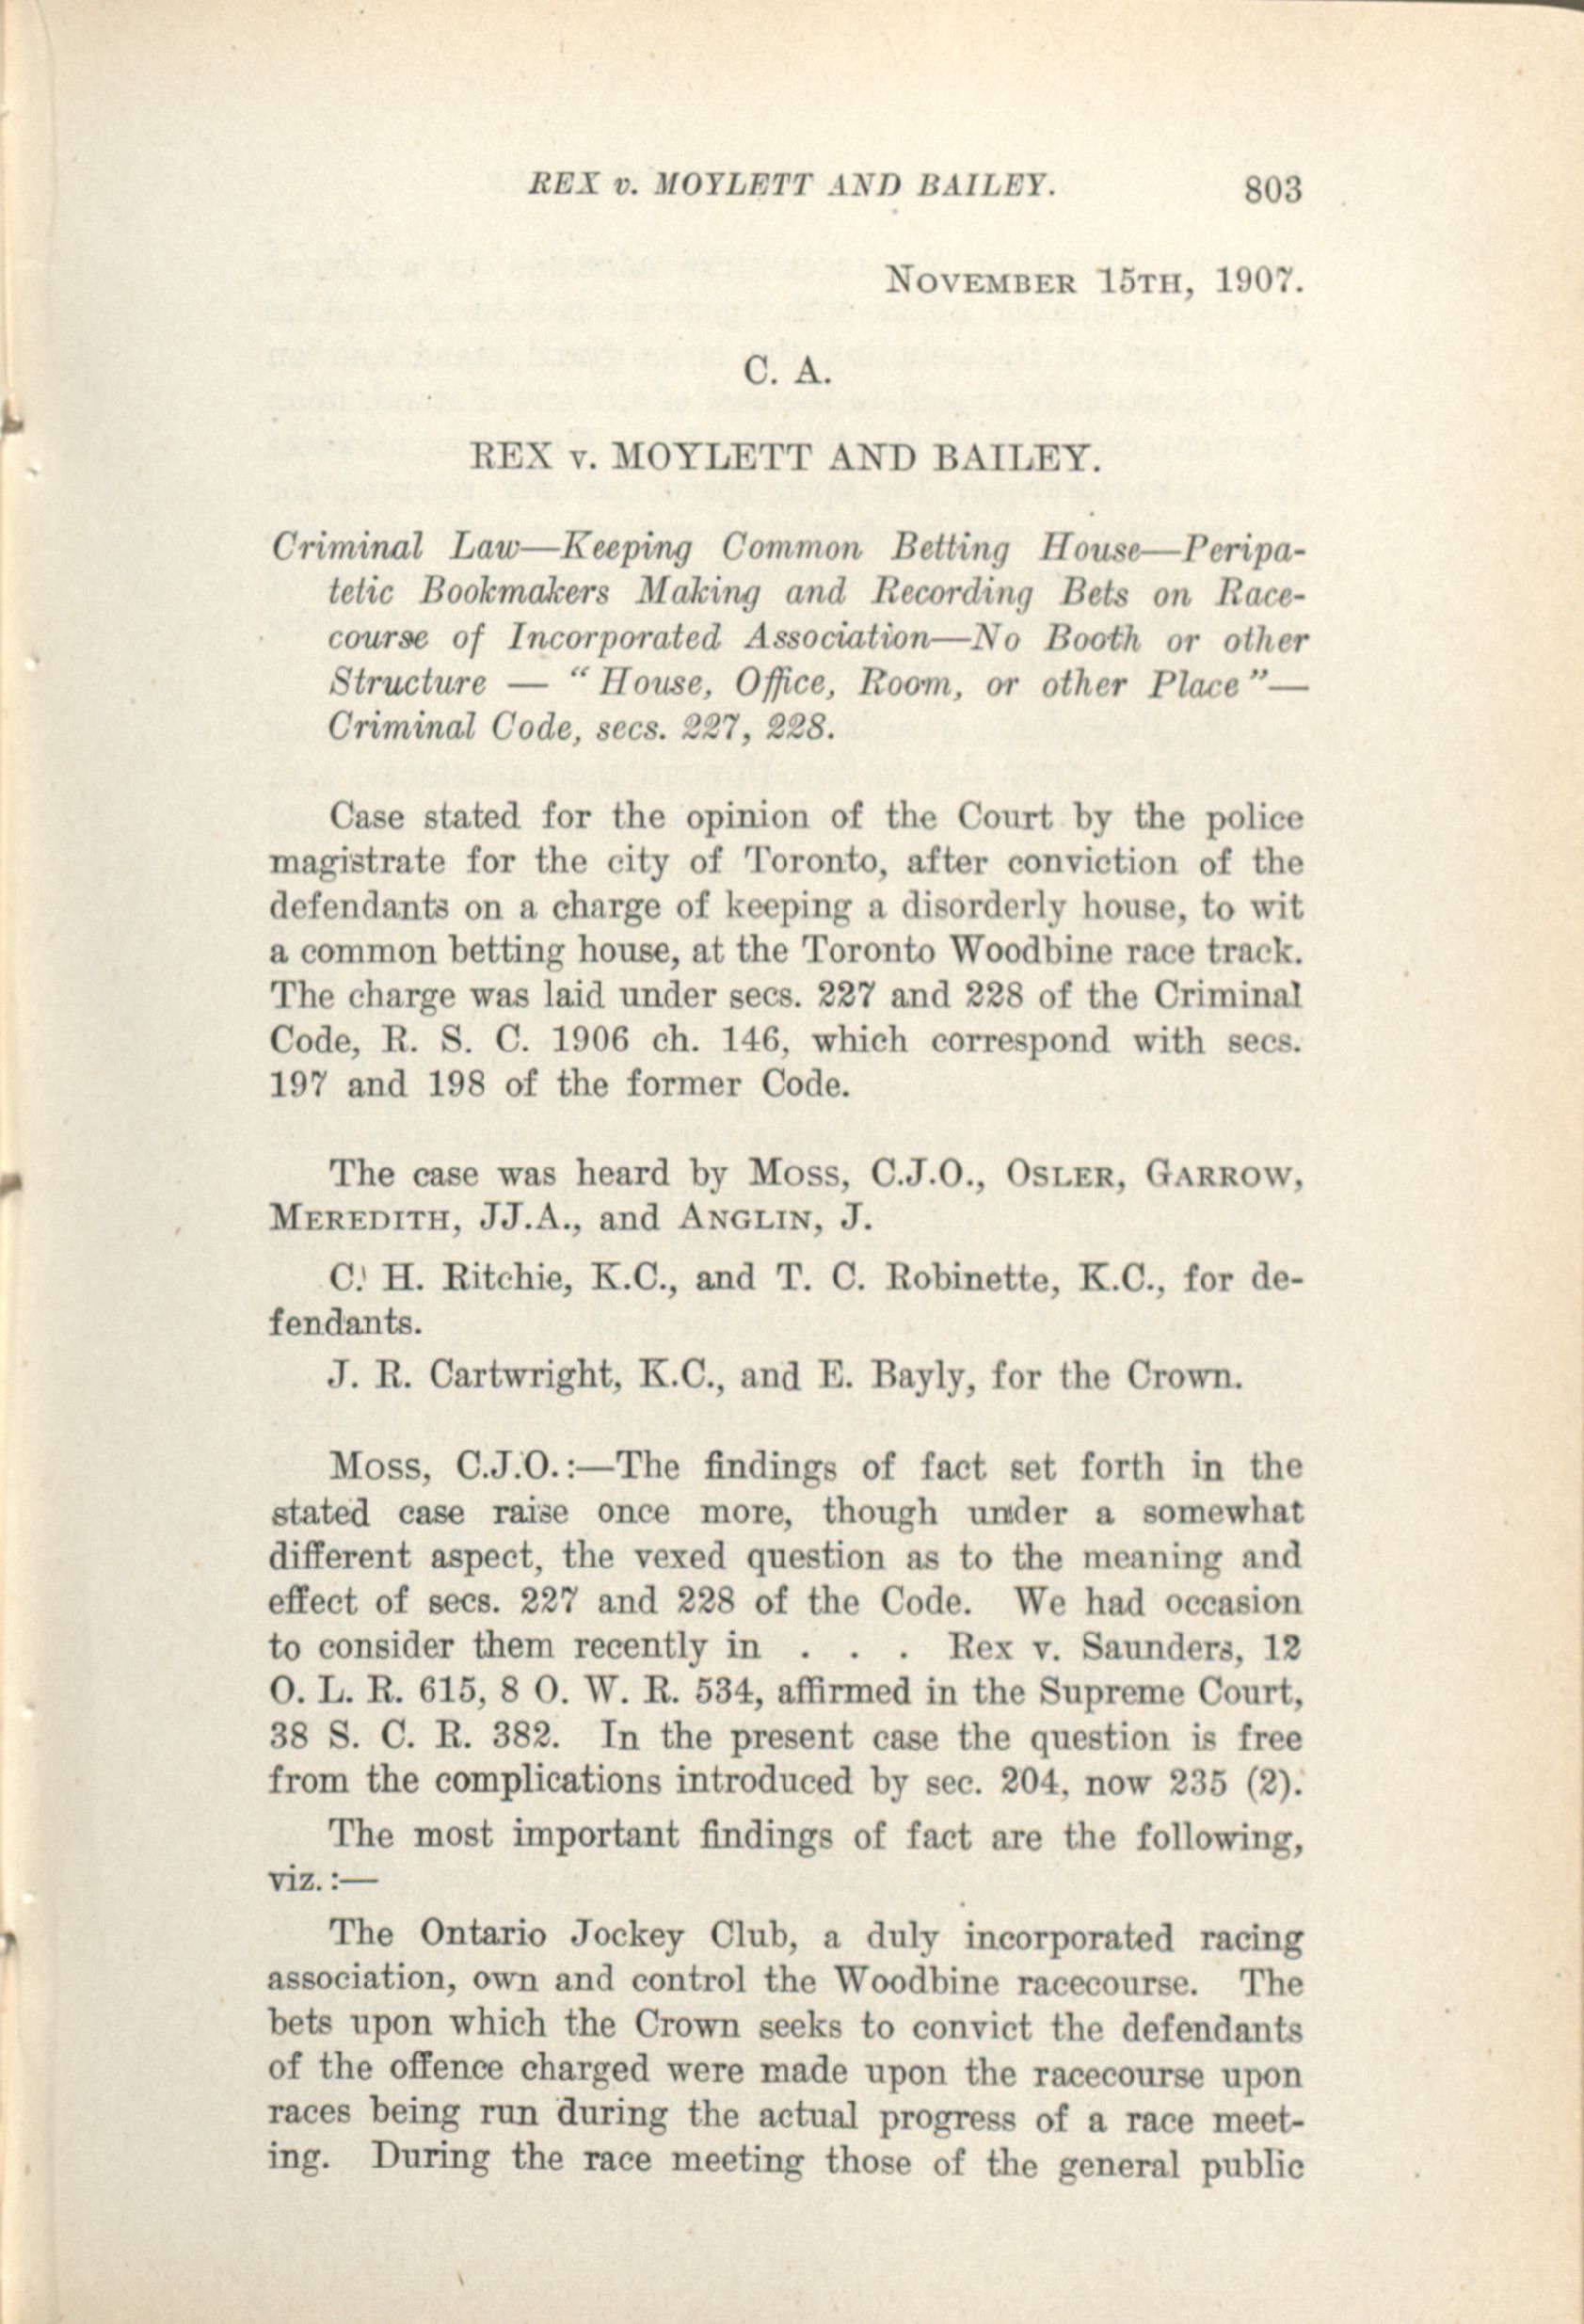 REX v. MOYLETT AND BAILEY. 803
NOVEMBER 15TH, 1907.
C. A.
REX v. MOYLETT AND BAILEY.
Criminal Law—Keeping Common Betting House—Peripa-
tetic Bookmakers Making and Recording Bets on Race-
course of Incorporated Association—No Booth or other
Structure — "House, Office, Room, or other Place"—
Criminal Code, secs. 227, 228.
Case stated for the opinion of the Court by the police
magistrate for the city of Toronto, after conviction of the
defendants on a charge of keeping a disorderly house, to wit
a common betting house, at the Toronto Woodbine race track.
The charge was laid under secs. 227 and 228 of the Criminal
Code, R. S. C. 1906 ch. 146, which correspond with secs.
197 and 198 of the former Code.
The case was heard by MOSS, C.J.O., OSLER, GARROW,
MEREDITH, JJ.A., and ANGLIN, J.
C. H. Ritchie, K.C., and T. C. Robinette, K.C., for de-
fendants.
J. R. Cartwright, K.C., and E. Bayly, for the Crown.
MOSS, C.J.O.:—The findings of fact set forth in the
stated case raise once more, though under a somewhat
different aspect, the vexed question as to the meaning and
effect of secs. 227 and 228 of the Code. We had occasion
to consider them recently in . . . Rex v. Saunders, 12
O. L. R. 615, 8 O. W. R. 534, affirmed in the Supreme Court,
38 S. C. R. 382. In the present case the question is free
from the complications introduced by sec. 204, now 235 (2).
The most important findings of fact are the following,
viz.:—
The Ontario Jockey Club, a duly incorporated racing
association, own and control the Woodbine racecourse. The
bets upon which the Crown seeks to convict the defendants
of the offence charged were made upon the racecourse upon
races being run during the actual progress of a race meet-
ing. During the race meeting those of the general public